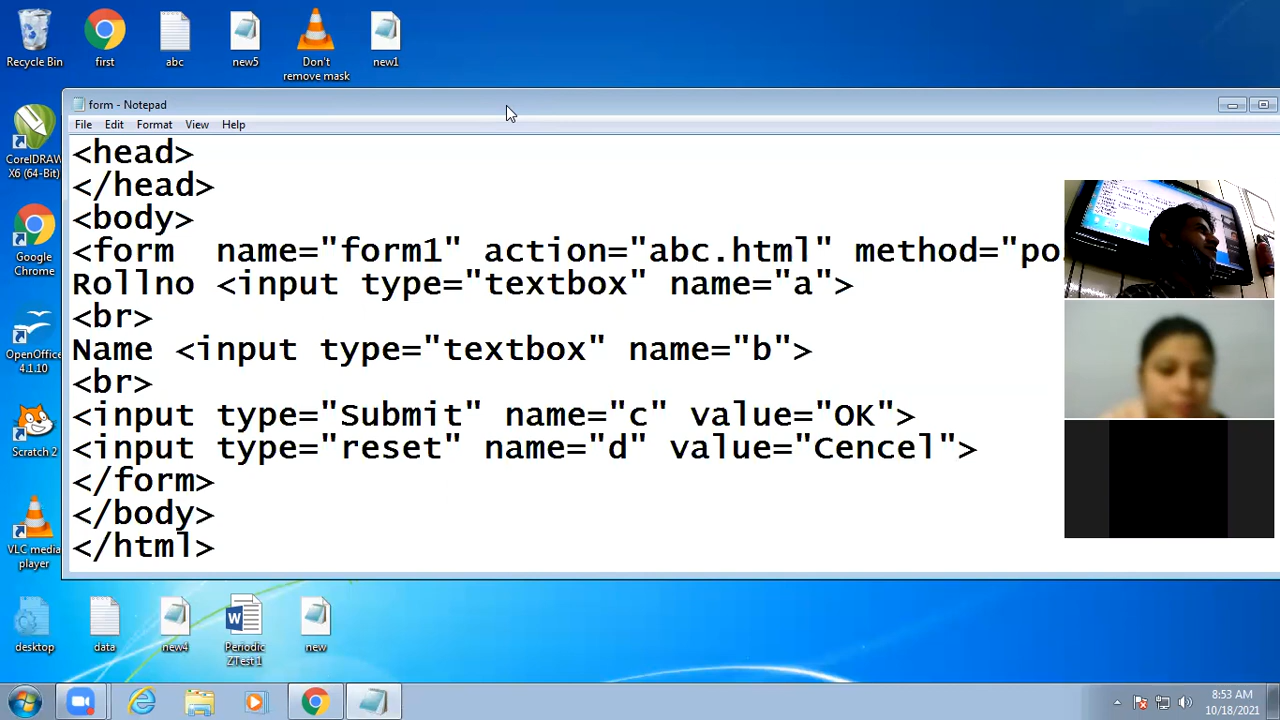 Recycle Bin
first
abc
new5
Don't
remove mask
new1
form - Notepad
File Edit Format View Help
<head>
</head>
<body>
<form  name="form1" action="abc.html" method="po
Rollno <input type="textbox" name="a">
<br>
Name <input type="textbox" name="b">
<br>
<input type="Submit" name="c" value="OK">
<input type="reset" name="d" value="Cencel">
</form>
</body>
</html>
CorelDRAW
X6 (64-Bit)
Google
Chrome
OpenOffice
4.1.10
Scratch 2
VLC media
player
desktop
data
new4
Periodic
ZTest 1
new
8:53 AM
10/18/2021